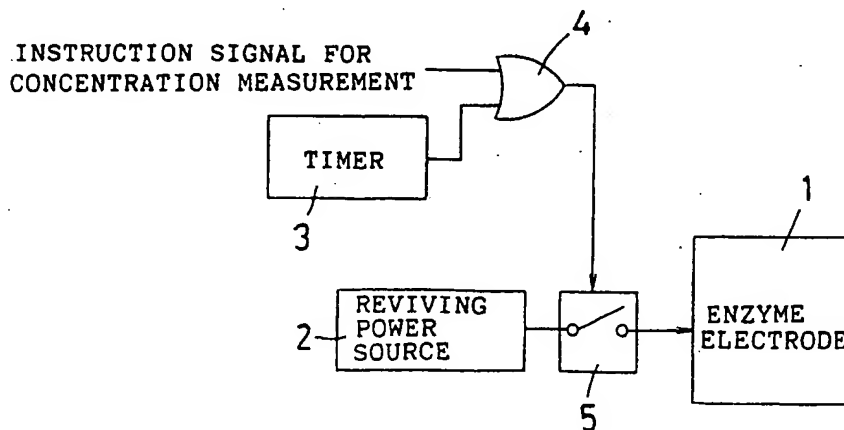 INSTRUCTION SIGNAL FOR
CONCENTRATION MEASUREMENT
4
TIMER
3
1
REVIVING
POWER
SOURCE
2
5
ENZYME
ELECTRODE